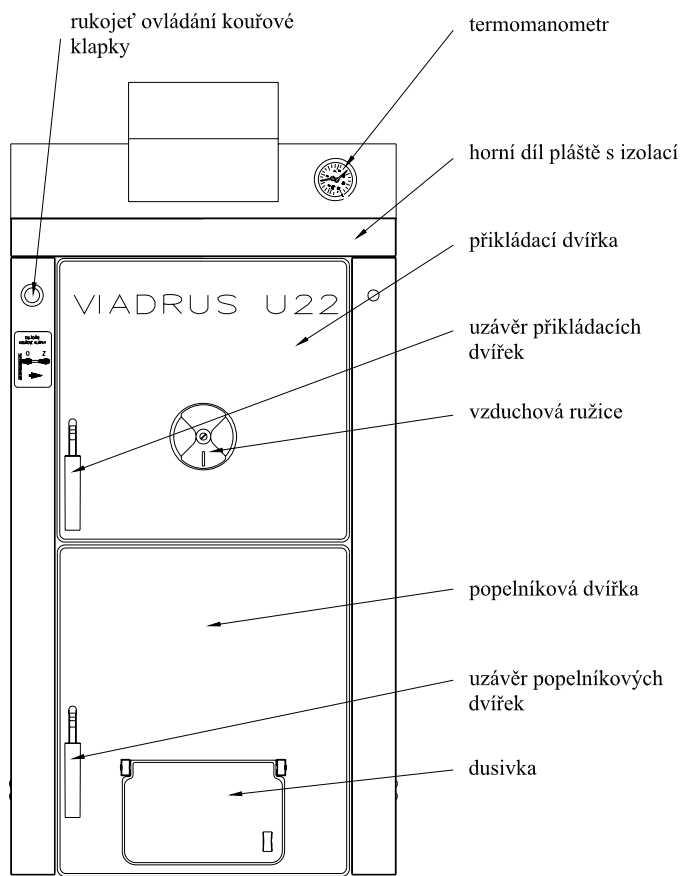 rukojeť ovládání kouřové
klapky
termomanometr
horní díl pláště s izolací
přikládací dvířka
VIADRUS U22
uzávěr přikládacích
dvířek
O Z
vzduchová ružice
popelníková dvířka
uzávěr popelníkových
dvířek
dusivka